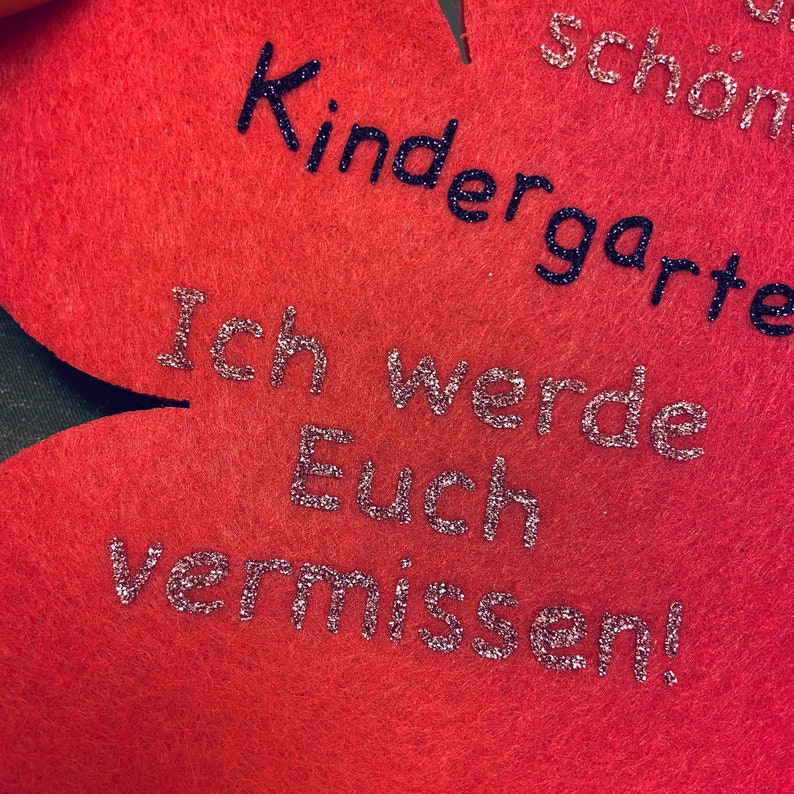 schön
Kindergarte
Ich werde
Euch
vermissen!